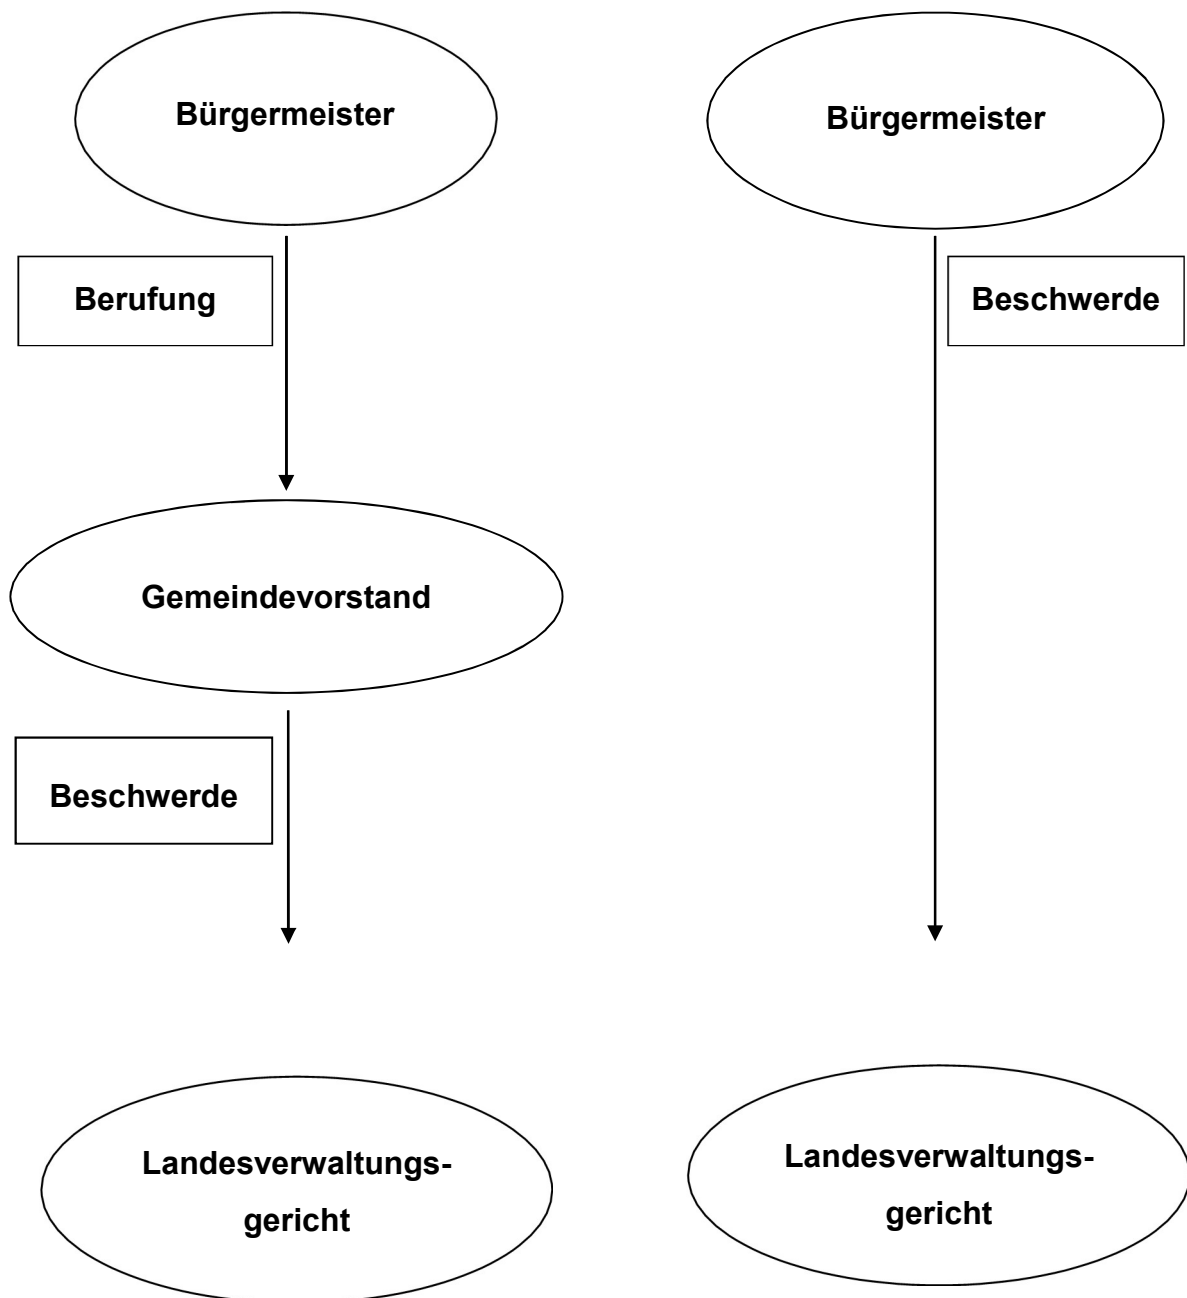 Bürgermeister
Berufung
Gemeindevorstand
Beschwerde
Landesverwaltungs-
gericht
Bürgermeister
Beschwerde
Landesverwaltungs-
gericht